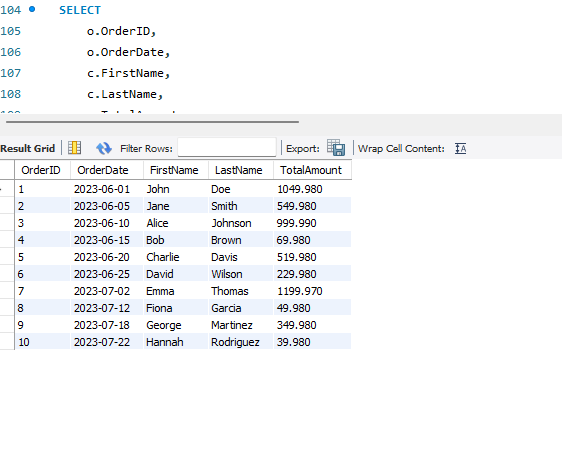 104 SELECT
105 o.OrderID,
106 o.OrderDate,
107 c.FirstName,
108 c.LastName,
Result Grid Filter Rows: Export: Wrap Cell Content:
OrderID OrderDate FirstName LastName TotalAmount
1 2023-06-01 John Doe 1049.980
2 2023-06-05 Jane Smith 549.980
3 2023-06-10 Alice Johnson 999.990
4 2023-06-15 Bob Brown 69.980
5 2023-06-20 Charlie Davis 519.980
6 2023-06-25 David Wilson 229.980
7 2023-07-02 Emma Thomas 1199.970
8 2023-07-12 Fiona Garcia 49.980
9 2023-07-18 George Martinez 349.980
10 2023-07-22 Hannah Rodriguez 39.980